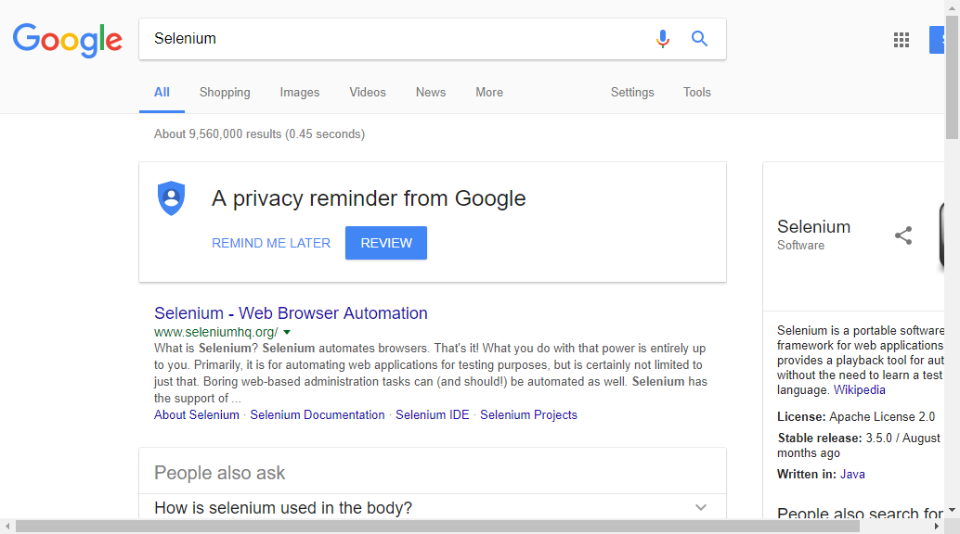 Google
Selenium
All Shopping Images Videos News More Settings Tools
About 9,560,000 results (0.45 seconds)
A privacy reminder from Google
REMIND ME LATER REVIEW
Selenium - Web Browser Automation
www.seleniumhq.org/
What is Selenium? Selenium automates browsers. That's it! What you do with that power is entirely up
to you. Primarily, it is for automating web applications for testing purposes, but is certainly not limited to
just that. Boring web-based administration tasks can (and should!) be automated as well. Selenium has
the support of ...
About Selenium · Selenium Documentation · Selenium IDE · Selenium Projects
People also ask
How is selenium used in the body?
Selenium
Software
Selenium is a portable software
framework for web applications
provides a playback tool for aut
without the need to learn a test
language. Wikipedia
License: Apache License 2.0
Stable release: 3.5.0 / August
months ago
Written in: Java
People also search for